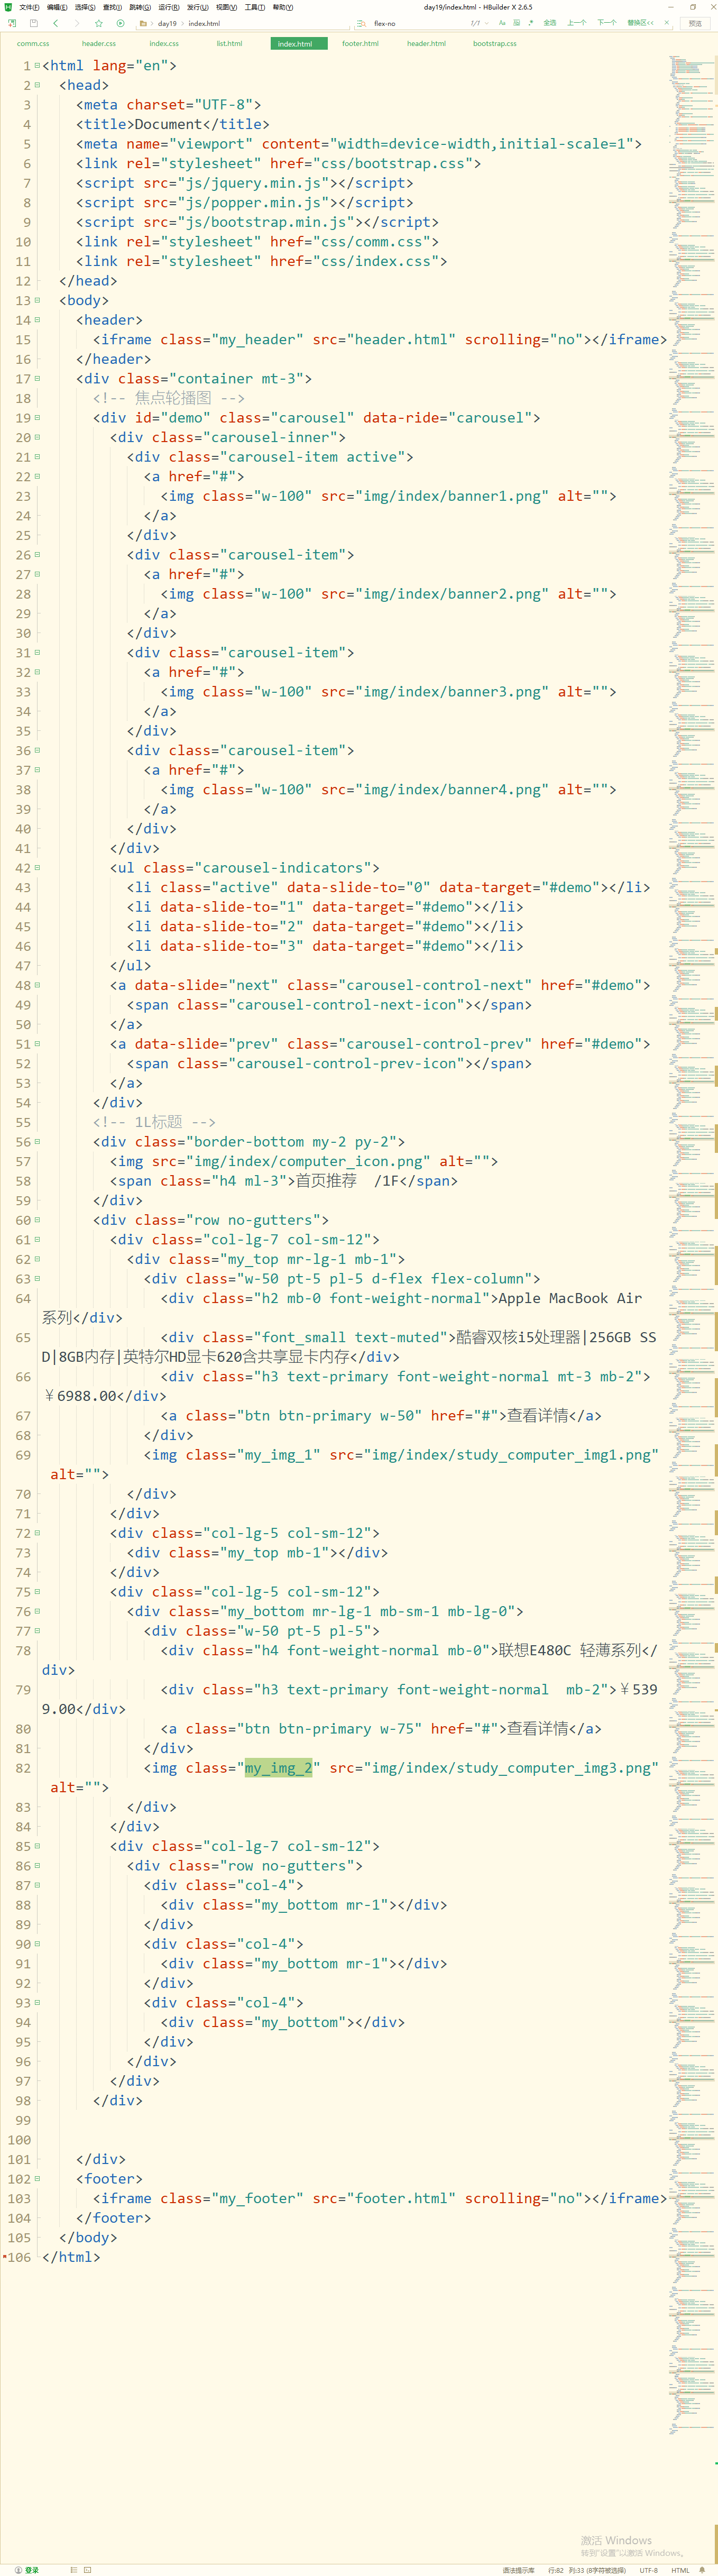 文件(F) 编辑(E) 选择(S) 查找(I) 跳转(G) 运行(R) 发行(U) 视图(V) 工具(T) 帮助(Y) day19/index.html - HBuilder X 2.6.5
day19 index.html flex-no 1/1 Aa 全选 上一个 下一个 替换区<< 预览
comm.css header.css index.css list.html index.html footer.html header.html bootstrap.css
1 <html lang="en">
2 <head>
3 <meta charset="UTF-8">
4 <title>Document</title>
5 <meta name="viewport" content="width=device-width,initial-scale=1">
6 <link rel="stylesheet" href="css/bootstrap.css">
7 <script src="js/jquery.min.js"></script>
8 <script src="js/popper.min.js"></script>
9 <script src="js/bootstrap.min.js"></script>
10 <link rel="stylesheet" href="css/comm.css">
11 <link rel="stylesheet" href="css/index.css">
12 </head>
13 <body>
14 <header>
15 <iframe class="my_header" src="header.html" scrolling="no"></iframe>
16 </header>
17 <div class="container mt-3">
18 <!-- 焦点轮播图 -->
19 <div id="demo" class="carousel" data-ride="carousel">
20 <div class="carousel-inner">
21 <div class="carousel-item active">
22 <a href="#">
23 <img class="w-100" src="img/index/banner1.png" alt="">
24 </a>
25 </div>
26 <div class="carousel-item">
27 <a href="#">
28 <img class="w-100" src="img/index/banner2.png" alt="">
29 </a>
30 </div>
31 <div class="carousel-item">
32 <a href="#">
33 <img class="w-100" src="img/index/banner3.png" alt="">
34 </a>
35 </div>
36 <div class="carousel-item">
37 <a href="#">
38 <img class="w-100" src="img/index/banner4.png" alt="">
39 </a>
40 </div>
41 </div>
42 <ul class="carousel-indicators">
43 <li class="active" data-slide-to="0" data-target="#demo"></li>
44 <li data-slide-to="1" data-target="#demo"></li>
45 <li data-slide-to="2" data-target="#demo"></li>
46 <li data-slide-to="3" data-target="#demo"></li>
47 </ul>
48 <a data-slide="next" class="carousel-control-next" href="#demo">
49 <span class="carousel-control-next-icon"></span>
50 </a>
51 <a data-slide="prev" class="carousel-control-prev" href="#demo">
52 <span class="carousel-control-prev-icon"></span>
53 </a>
54 </div>
55 <!-- 1L标题 -->
56 <div class="border-bottom my-2 py-2">
57 <img src="img/index/computer_icon.png" alt="">
58 <span class="h4 ml-3">首页推荐  /1F</span>
59 </div>
60 <div class="row no-gutters">
61 <div class="col-lg-7 col-sm-12">
62 <div class="my_top mr-lg-1 mb-1">
63 <div class="w-50 pt-5 pl-5 d-flex flex-column">
64 <div class="h2 mb-0 font-weight-normal">Apple MacBook Air
系列</div>
65 <div class="font_small text-muted">酷睿双核i5处理器|256GB SS
D|8GB内存|英特尔HD显卡620含共享显卡内存</div>
66 <div class="h3 text-primary font-weight-normal mt-3 mb-2">
￥6988.00</div>
67 <a class="btn btn-primary w-50" href="#">查看详情</a>
68 </div>
69 <img class="my_img_1" src="img/index/study_computer_img1.png"
alt="">
70 </div>
71 </div>
72 <div class="col-lg-5 col-sm-12">
73 <div class="my_top mb-1"></div>
74 </div>
75 <div class="col-lg-5 col-sm-12">
76 <div class="my_bottom mr-lg-1 mb-sm-1 mb-lg-0">
77 <div class="w-50 pt-5 pl-5">
78 <div class="h4 font-weight-normal mb-0">联想E480C 轻薄系列</
div>
79 <div class="h3 text-primary font-weight-normal  mb-2">￥539
9.00</div>
80 <a class="btn btn-primary w-75" href="#">查看详情</a>
81 </div>
82 <img class="my_img_2" src="img/index/study_computer_img3.png"
alt="">
83 </div>
84 </div>
85 <div class="col-lg-7 col-sm-12">
86 <div class="row no-gutters">
87 <div class="col-4">
88 <div class="my_bottom mr-1"></div>
89 </div>
90 <div class="col-4">
91 <div class="my_bottom mr-1"></div>
92 </div>
93 <div class="col-4">
94 <div class="my_bottom"></div>
95 </div>
96 </div>
97 </div>
98 </div>
99
100
101 </div>
102 <footer>
103 <iframe class="my_footer" src="footer.html" scrolling="no"></iframe>
104 </footer>
105 </body>
106 </html>
激活 Windows
转到"设置"以激活 Windows。
登录 语法提示库 行:82 列:33 (8字符被选择) UTF-8 HTML